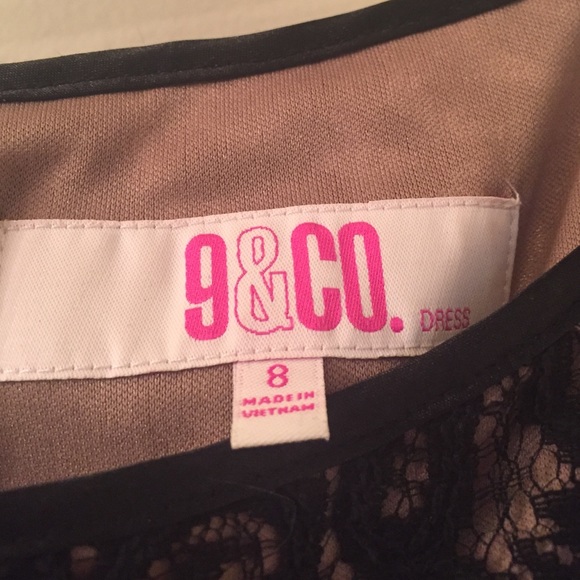 9&CO. DRESS
8
MADE IN
VIETNAM